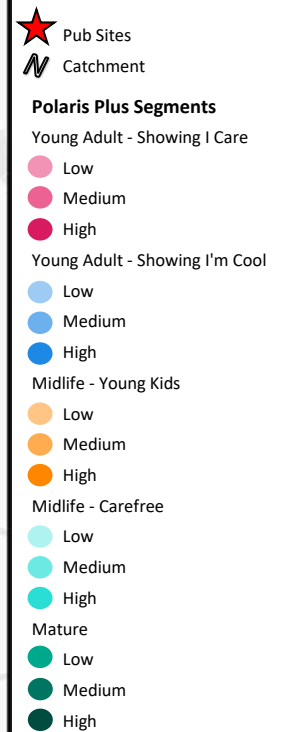 Pub Sites
Catchment
Polaris Plus Segments
Young Adult - Showing I Care
Low
Medium
High
Young Adult - Showing I'm Cool
Low
Medium
High
Midlife - Young Kids
Low
Medium
High
Midlife - Carefree
Low
Medium
High
Mature
Low
Medium
High